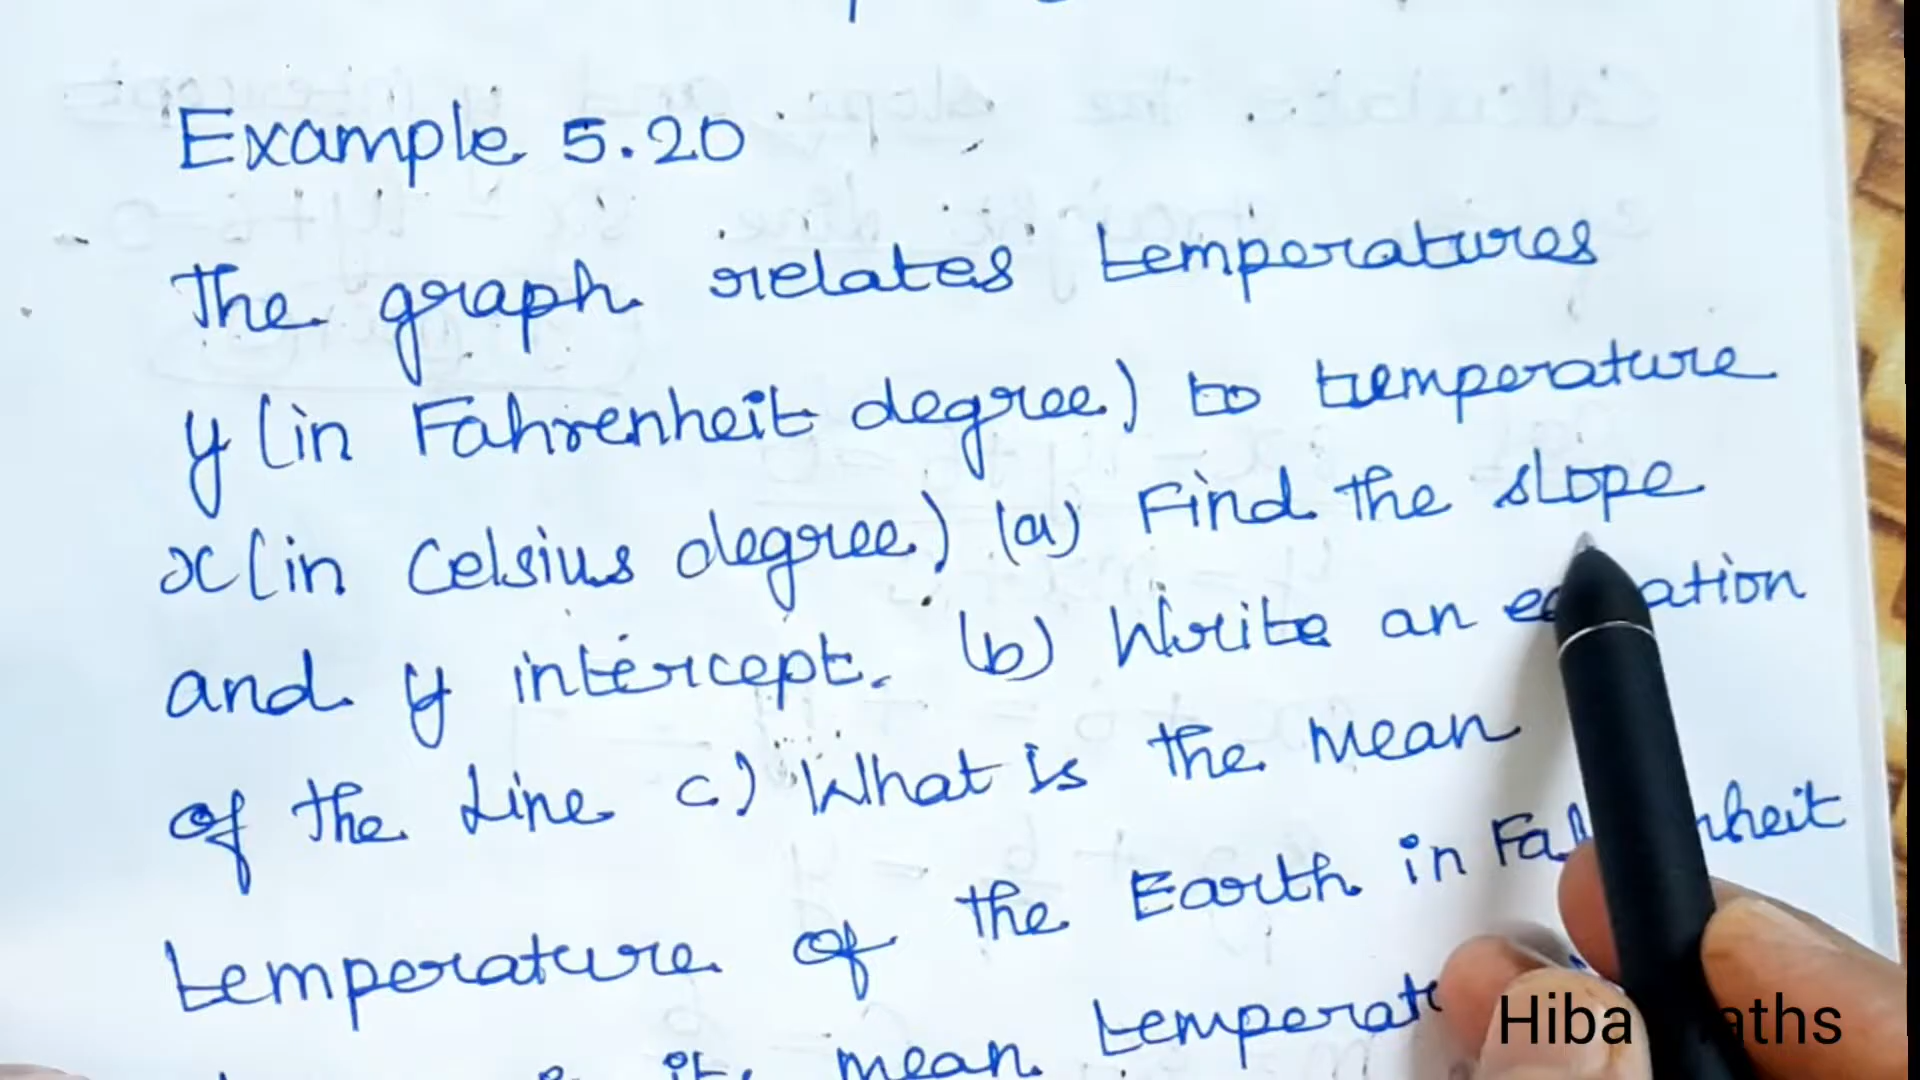 Example 5.20
The graph relates temperatures
y (in Fahrenheit degree) to temperature
x (in Celsius degree) (a) Find the slope
and y intercept. (b) Write an
of the Line c) What is the Mean
temperature of the Earth in
mean
Hiba